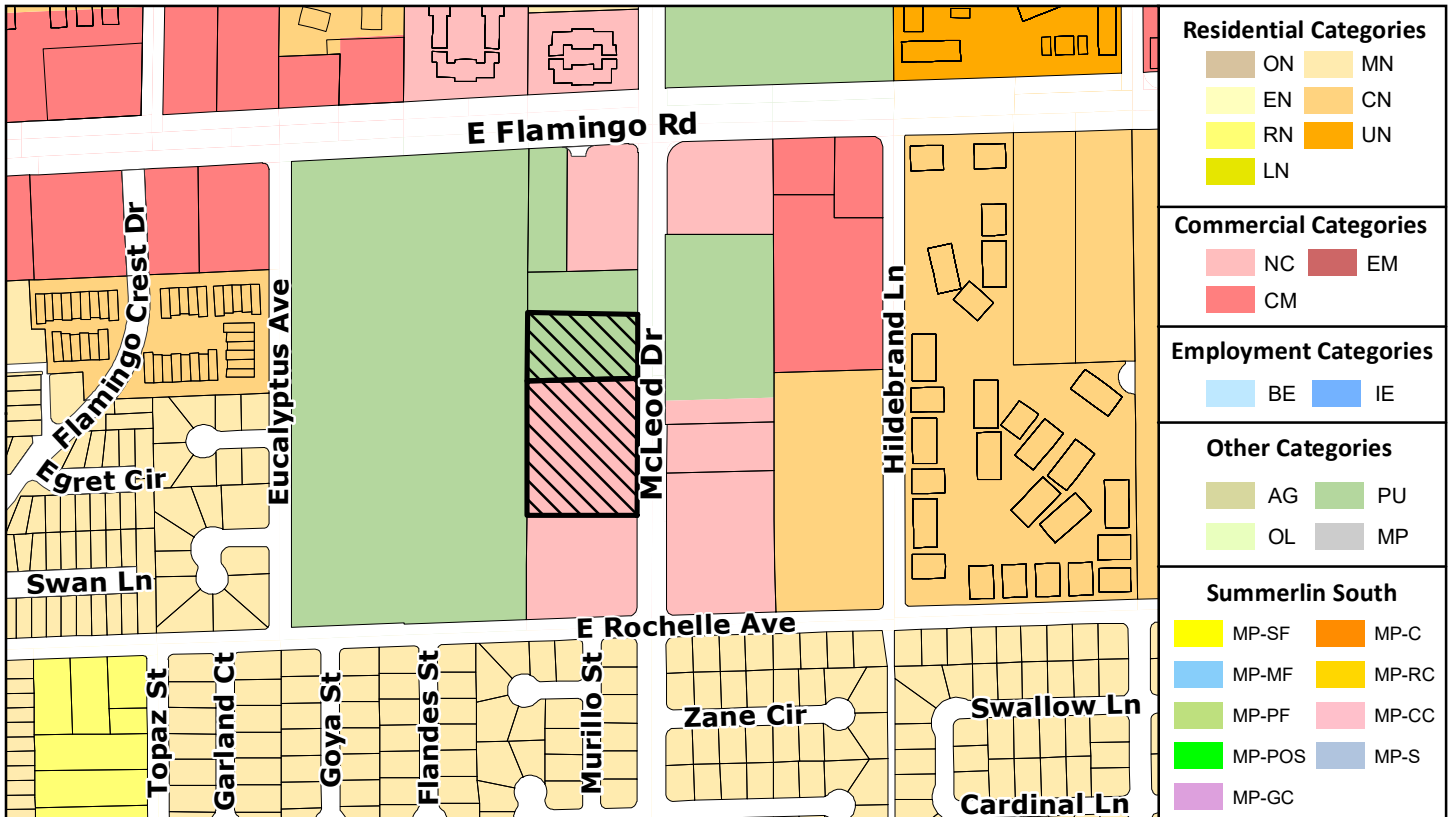 E Flamingo Rd
Flamingo Crest Dr
Eucalyptus Ave
McLeod Dr
Hildebrand Ln
Egret Cir
Swan Ln
E Rochelle Ave
Topaz St
Garland Ct
Goya St
Flandes St
Murillo St
Zane Cir
Swallow Ln
Cardinal Ln
Residential Categories
ON MN
EN CN
RN UN
LN
Commercial Categories
NC EM
CM
Employment Categories
BE IE
Other Categories
AG PU
OL MP
Summerlin South
MP-SF MP-C
MP-MF MP-RC
MP-PF MP-CC
MP-POS MP-S
MP-GC